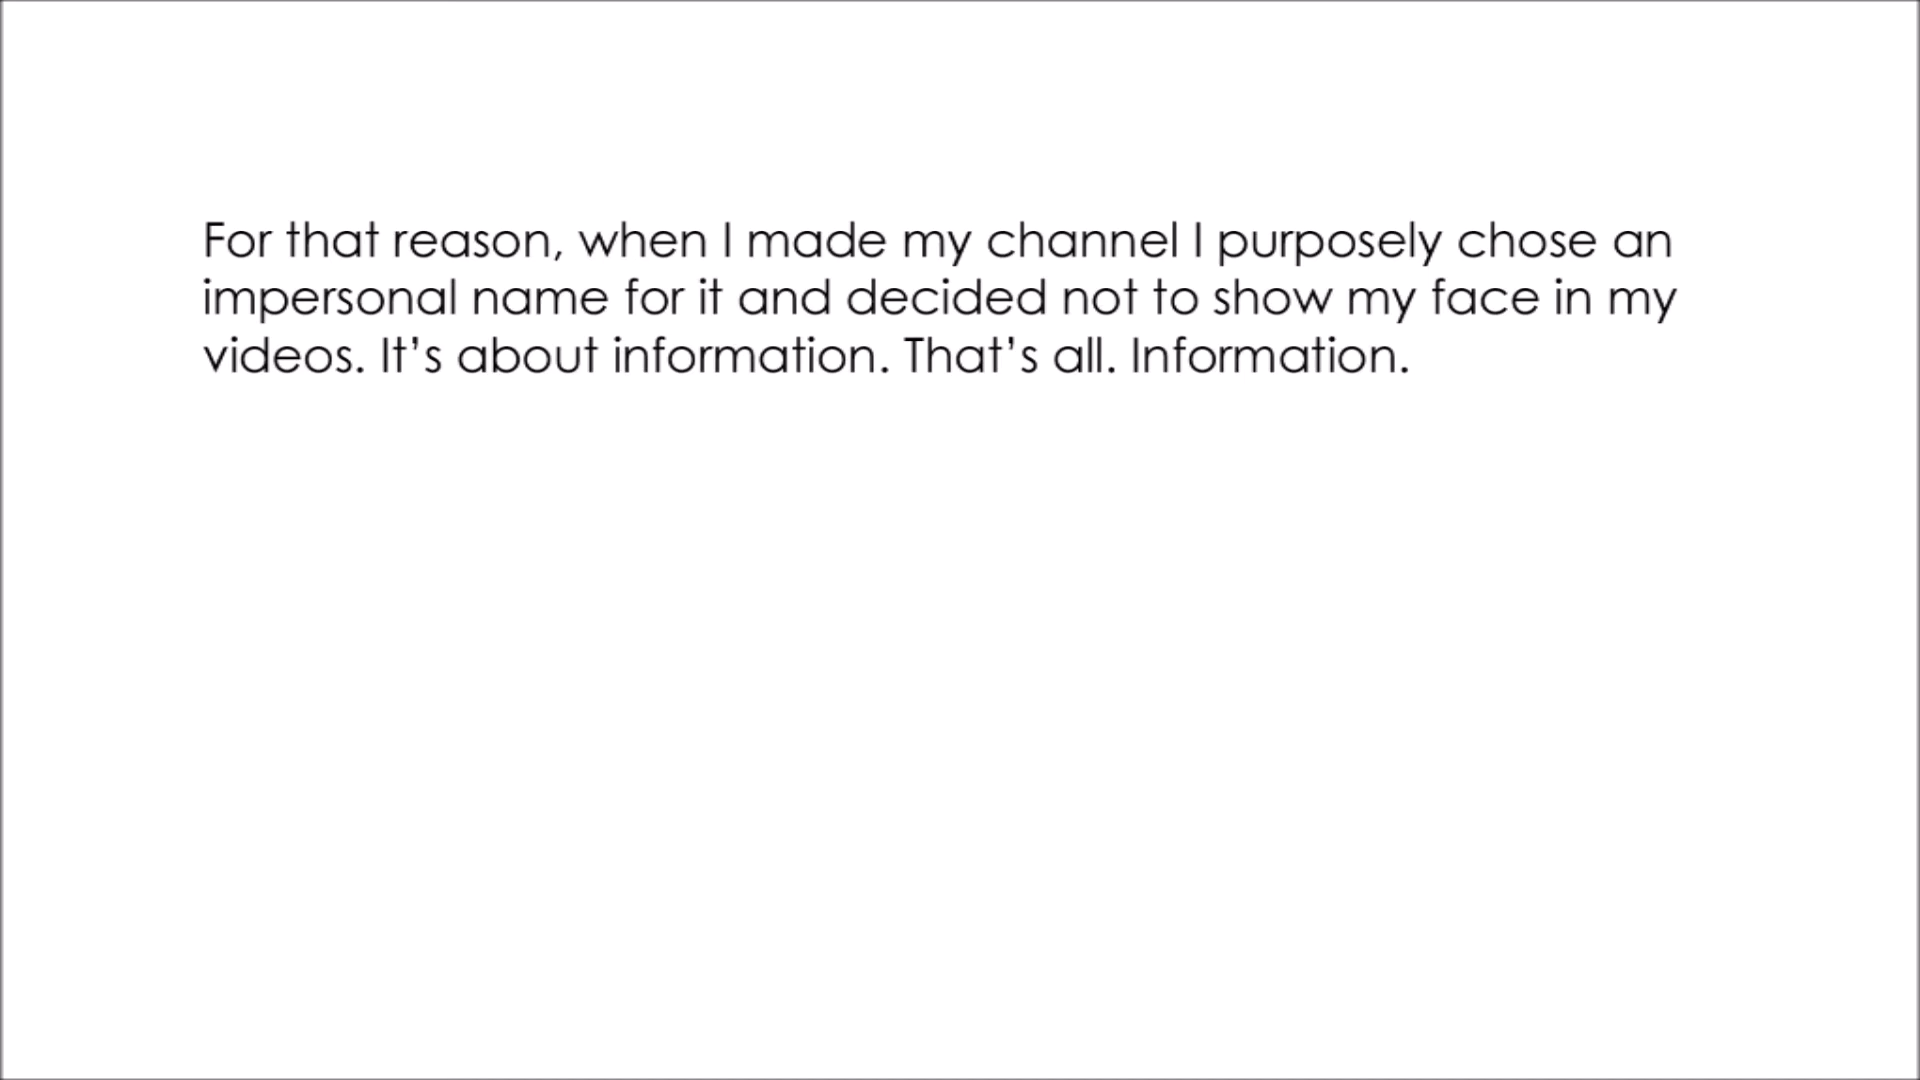 For that reason, when I made my channel I purposely chose an
impersonal name for it and decided not to show my face in my
videos. It’s about information. That’s all. Information.